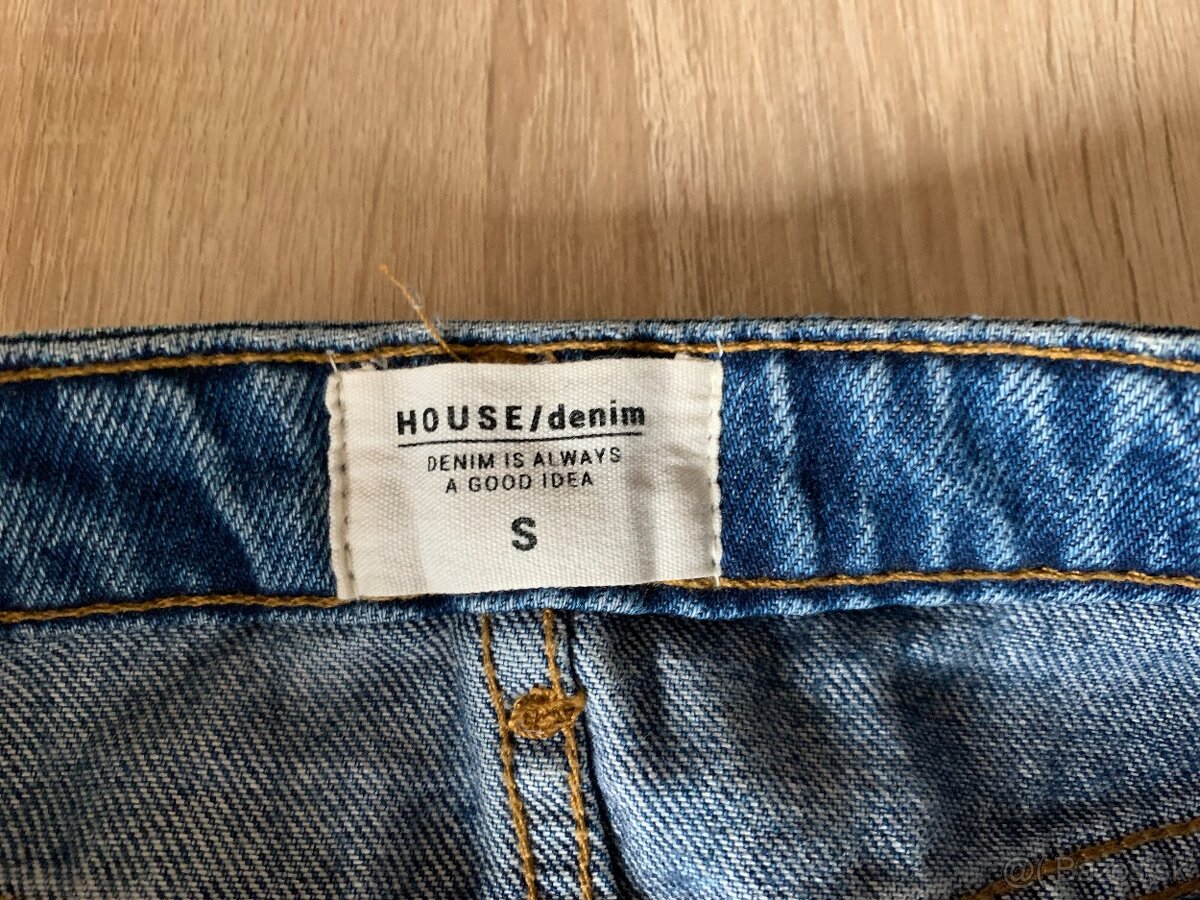 HOUSE/denim
DENIM IS ALWAYS
A GOOD IDEA
S